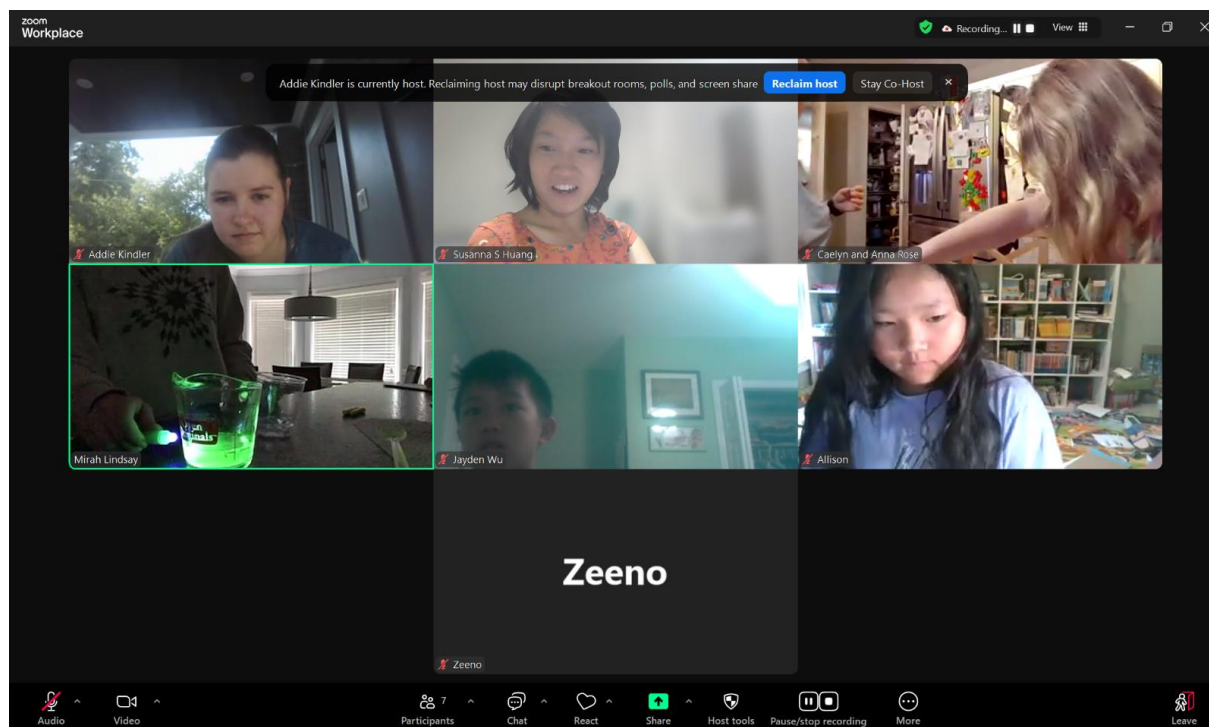 zoom
Workplace
Recording...
View
Addie Kindler is currently host. Reclaiming host may disrupt breakout rooms, polls, and screen share
Reclaim host
Stay Co-Host
Addie Kindler
Susanna S Huang
Caelyn and Anna Rose
Mirah Lindsay
Jayden Wu
Allison
Zeeno
Zeeno
Audio
Video
Participants
7
Chat
React
Share
Host tools
Pause/stop recording
More
Leave